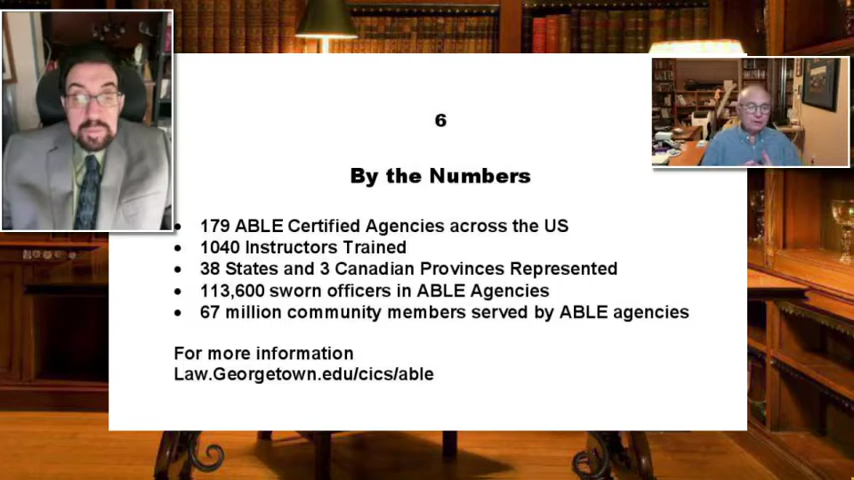 6
By the Numbers
• 179 ABLE Certified Agencies across the US
• 1040 Instructors Trained
• 38 States and 3 Canadian Provinces Represented
• 113,600 sworn officers in ABLE Agencies
• 67 million community members served by ABLE agencies
For more information
Law.Georgetown.edu/cics/able